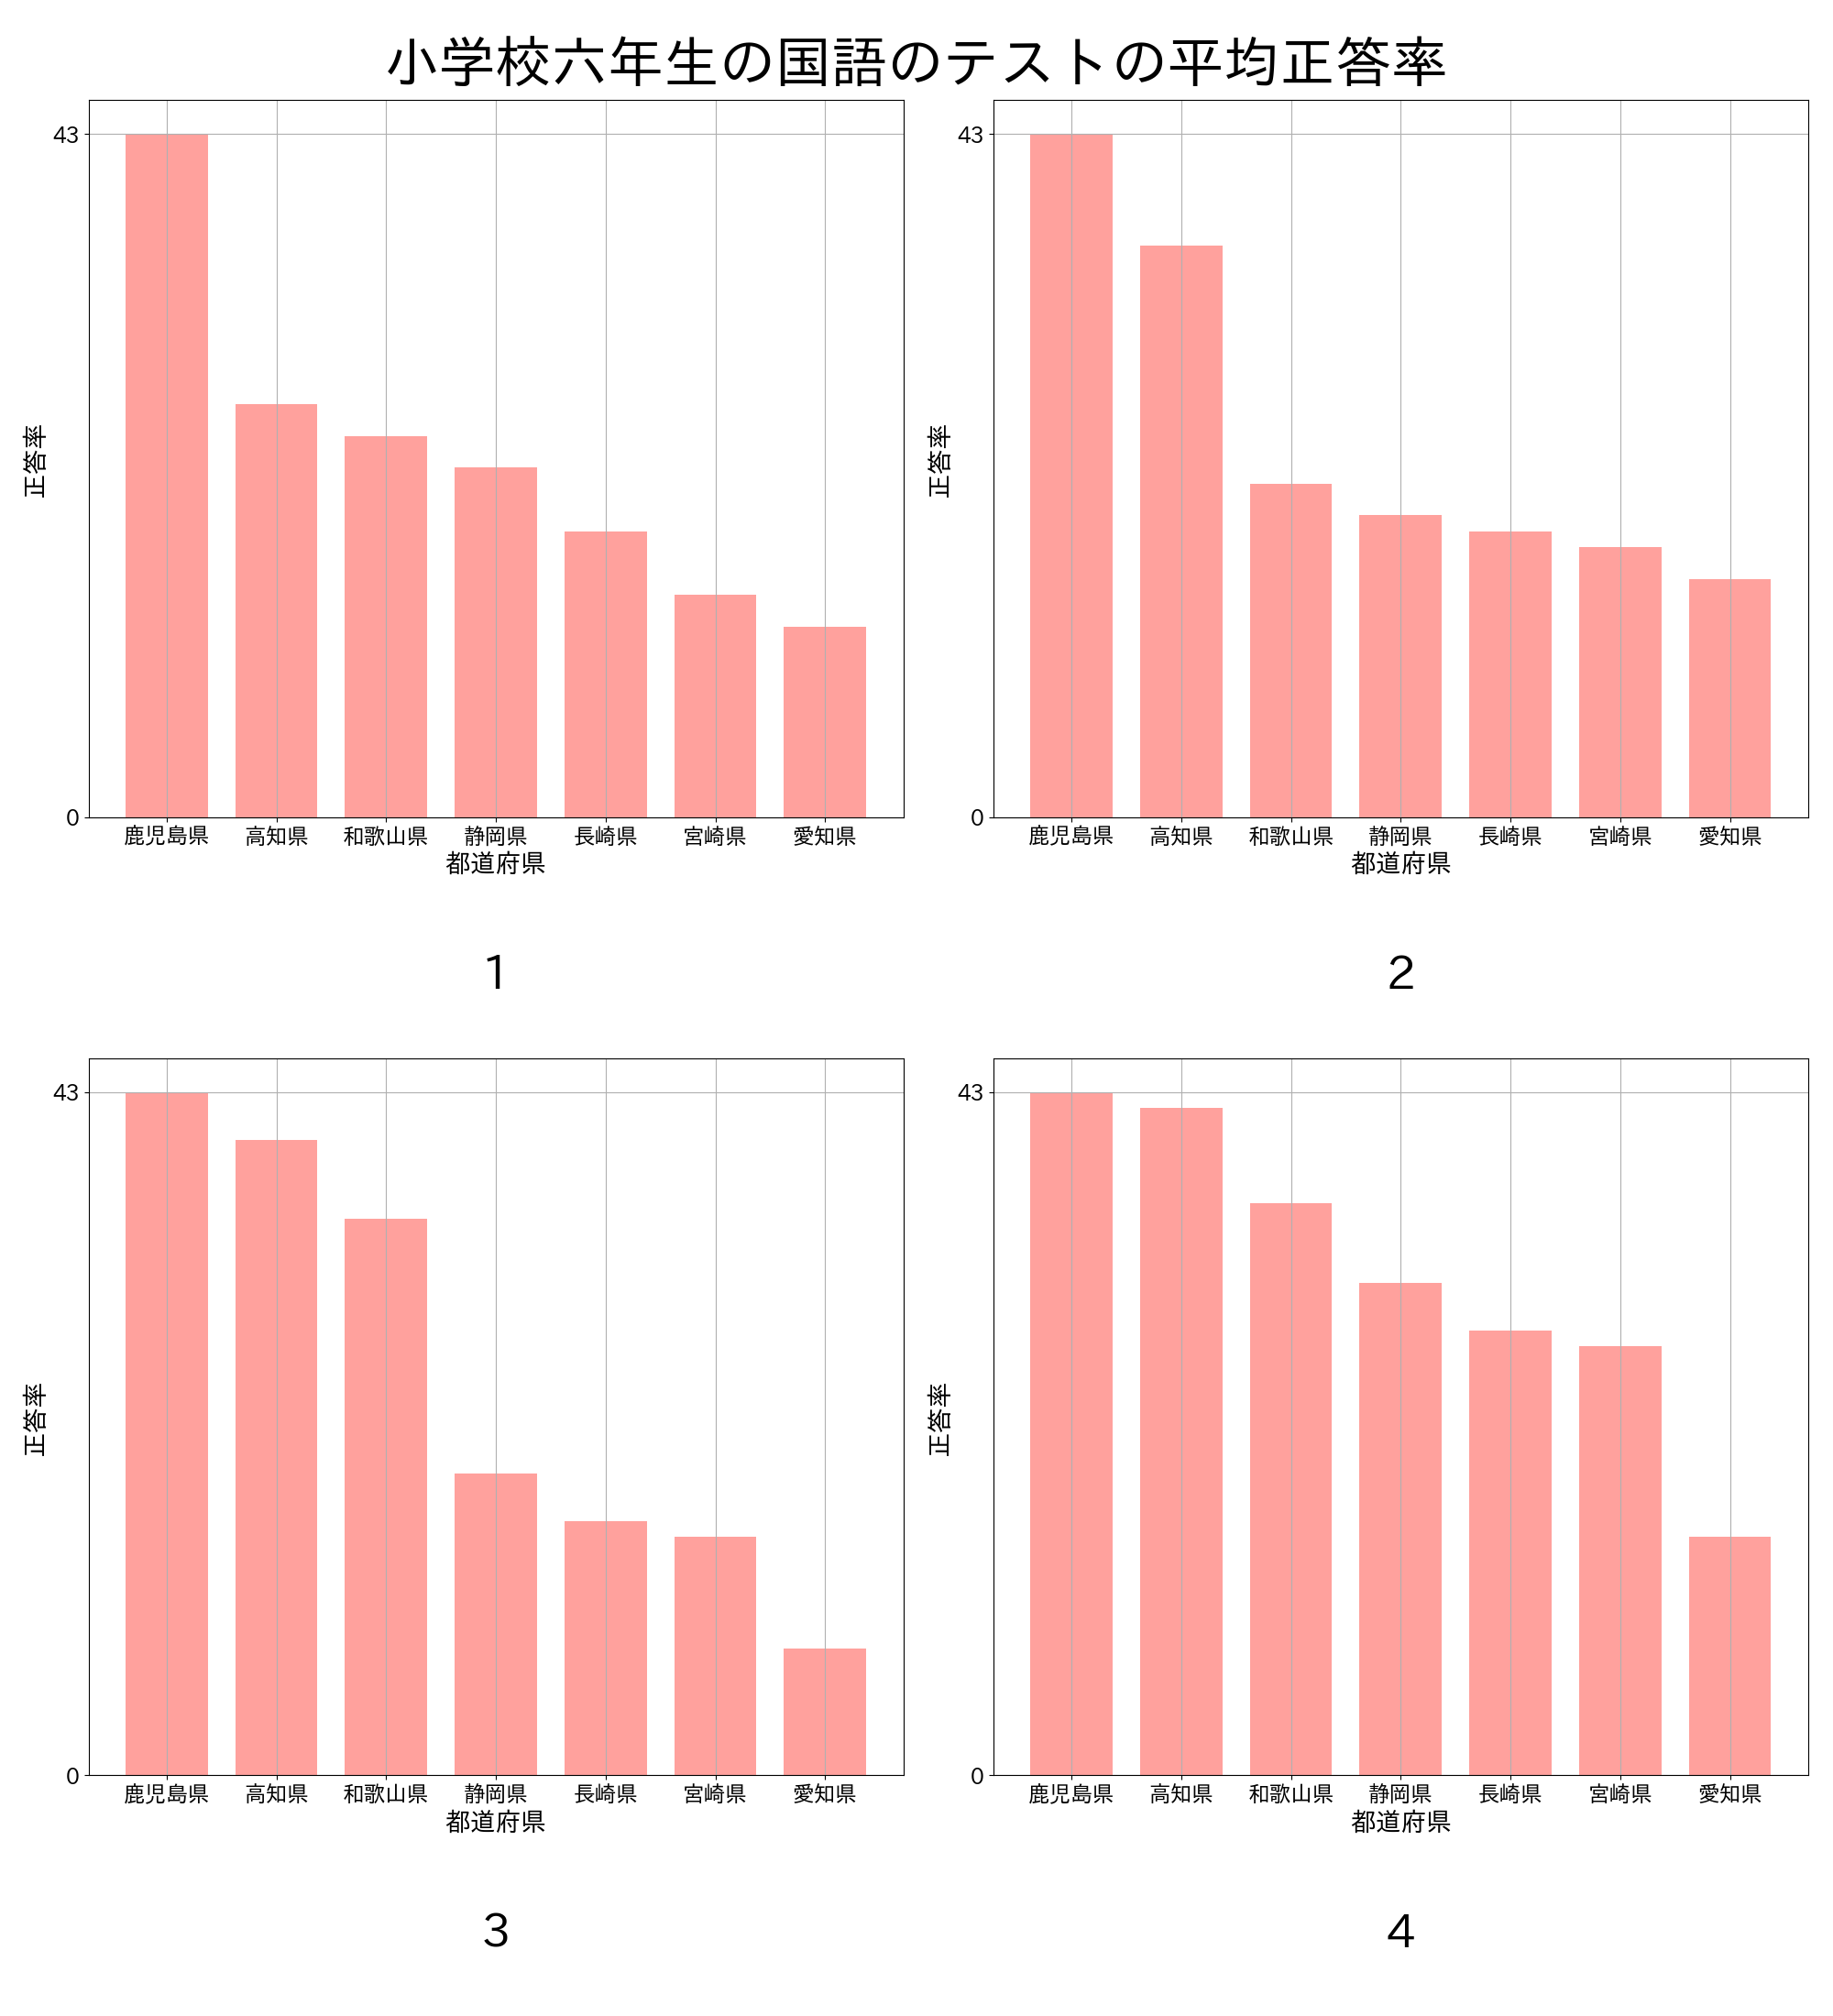 小学校六年生の国語のテストの平均正答率
43
0
正答率
鹿児島県 高知県 和歌山県 静岡県 長崎県 宮崎県 愛知県
都道府県
1
43
0
正答率
鹿児島県 高知県 和歌山県 静岡県 長崎県 宮崎県 愛知県
都道府県
2
43
0
正答率
鹿児島県 高知県 和歌山県 静岡県 長崎県 宮崎県 愛知県
都道府県
3
43
0
正答率
鹿児島県 高知県 和歌山県 静岡県 長崎県 宮崎県 愛知県
都道府県
4